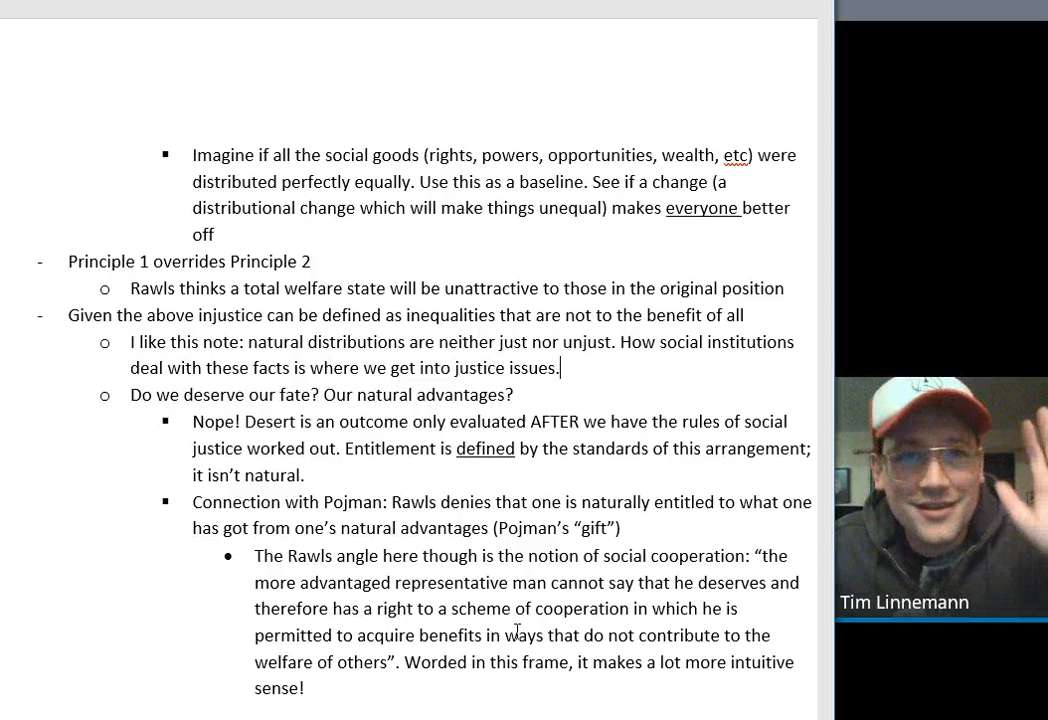 ▪ Imagine if all the social goods (rights, powers, opportunities, wealth, etc) were
distributed perfectly equally. Use this as a baseline. See if a change (a
distributional change which will make things unequal) makes everyone better
off
- Principle 1 overrides Principle 2
o Rawls thinks a total welfare state will be unattractive to those in the original position
- Given the above injustice can be defined as inequalities that are not to the benefit of all
o I like this note: natural distributions are neither just nor unjust. How social institutions
deal with these facts is where we get into justice issues.
o Do we deserve our fate? Our natural advantages?
▪ Nope! Desert is an outcome only evaluated AFTER we have the rules of social
justice worked out. Entitlement is defined by the standards of this arrangement;
it isn’t natural.
▪ Connection with Pojman: Rawls denies that one is naturally entitled to what one
has got from one’s natural advantages (Pojman’s “gift”)
• The Rawls angle here though is the notion of social cooperation: “the
more advantaged representative man cannot say that he deserves and
therefore has a right to a scheme of cooperation in which he is
permitted to acquire benefits in ways that do not contribute to the
welfare of others”. Worded in this frame, it makes a lot more intuitive
sense!
Tim Linnemann